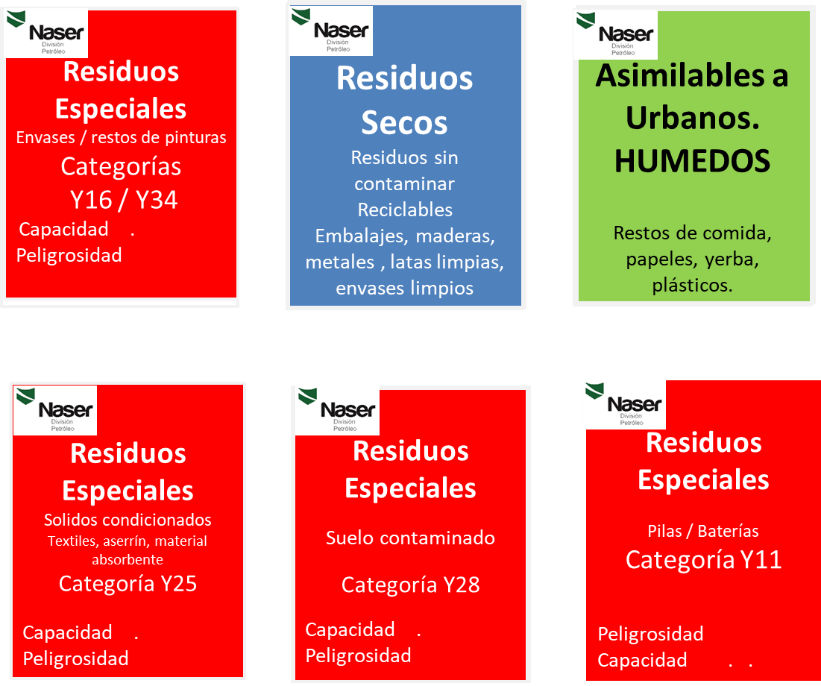 Naser
División
Petróleo
Residuos
Especiales
Envases / restos de pinturas
Categorías
Y16 / Y34
Capacidad .
Peligrosidad
Naser
División
Petróleo
Residuos
Secos
Residuos sin
contaminar
Reciclables
Embalajes, maderas,
metales , latas limpias,
envases limpios
Naser
División
Petróleo
Asimilables a
Urbanos.
HUMEDOS
Restos de comida,
papeles, yerba,
plásticos.
Naser
División
Petróleo
Residuos
Especiales
Solidos condicionados
Textiles, aserrín, material
absorbente
Categoría Y25
Capacidad .
Peligrosidad
Naser
División
Petróleo
Residuos
Especiales
Suelo contaminado
Categoría Y28
Capacidad .
Peligrosidad
Naser
División
Petróleo
Residuos
Especiales
Pilas / Baterías
Categoría Y11
Peligrosidad
Capacidad . .